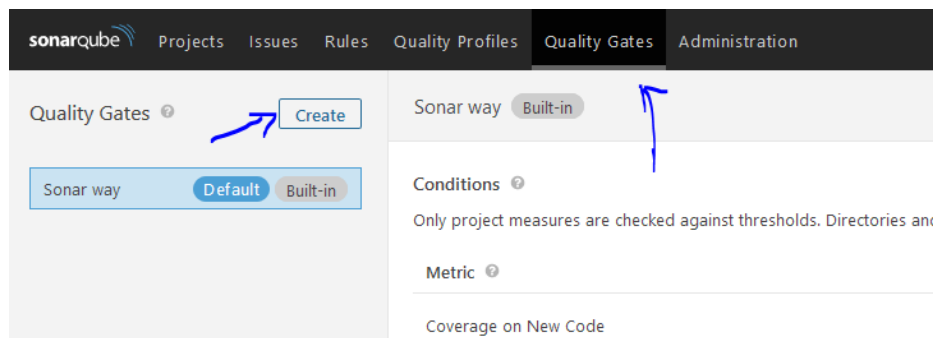 sonarqube Projects Issues Rules Quality Profiles Quality Gates Administration
Quality Gates ? Create
Sonar way Default Built-in
Sonar way Built-in
Conditions ?
Only project measures are checked against thresholds. Directories an
Metric ?
Coverage on New Code